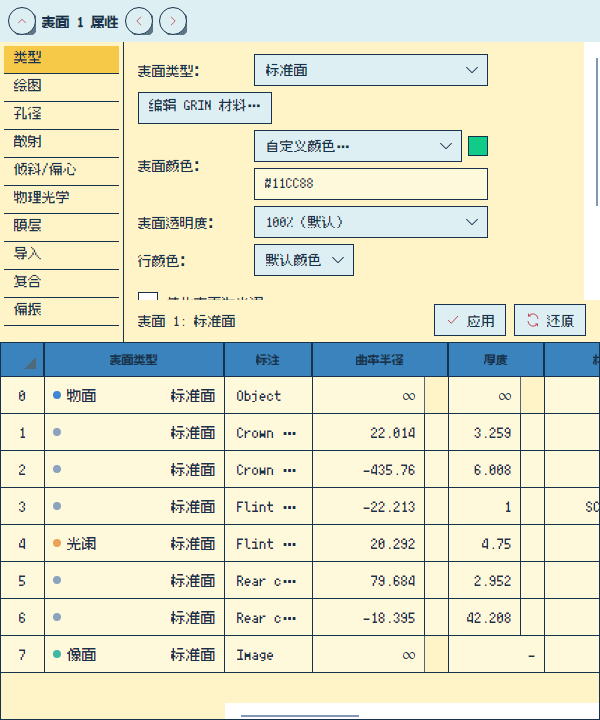 表面 1 属性
类型
绘图
孔径
散射
倾斜/偏心
物理光学
膜层
导入
复合
偏振
表面类型:
标准面
编辑 GRIN 材料…
表面颜色:
自定义颜色…
#11CC88
表面透明度:
100% (默认)
行颜色:
默认颜色
表面 1: 标准面
应用
还原
表面类型 标注 曲率半径 厚度
0 物面 标准面 Object ∞ ∞
1 标准面 Crown … 22.014 3.259
2 标准面 Crown … -435.76 6.008
3 标准面 Flint … -22.213 1 SC
4 光阑 标准面 Flint … 20.292 4.75
5 标准面 Rear c… 79.684 2.952
6 标准面 Rear c… -18.395 42.208
7 像面 标准面 Image ∞ -